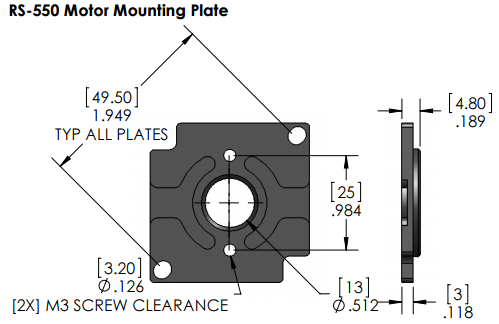 RS-550 Motor Mounting Plate
[49.50]
1.949
TYP ALL PLATES
[4.80]
.189
[25]
.984
[3.20]
Ø.126
[2X] M3 SCREW CLEARANCE
[13]
Ø.512
[3]
.118